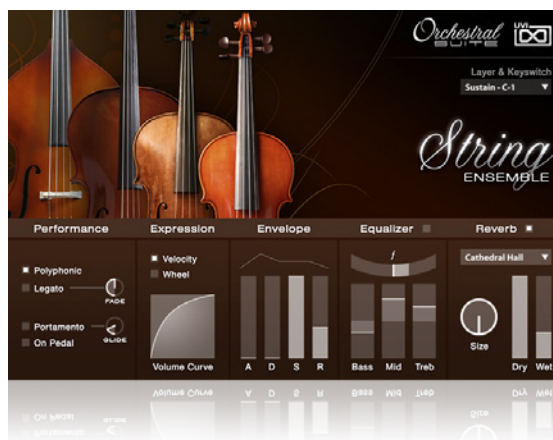 Orchestral
SUITE
UVI
Layer & Keyswitch
Sustain - C-1
String
ENSEMBLE
Performance
Expression
Envelope
Equalizer
Reverb
Polyphonic
Legato
FADE
Portamento
On Pedal
GLIDE
Velocity
Wheel
Volume Curve
A D S R
f
Bass Mid Treb
Cathedral Hall
Size
Dry Wet